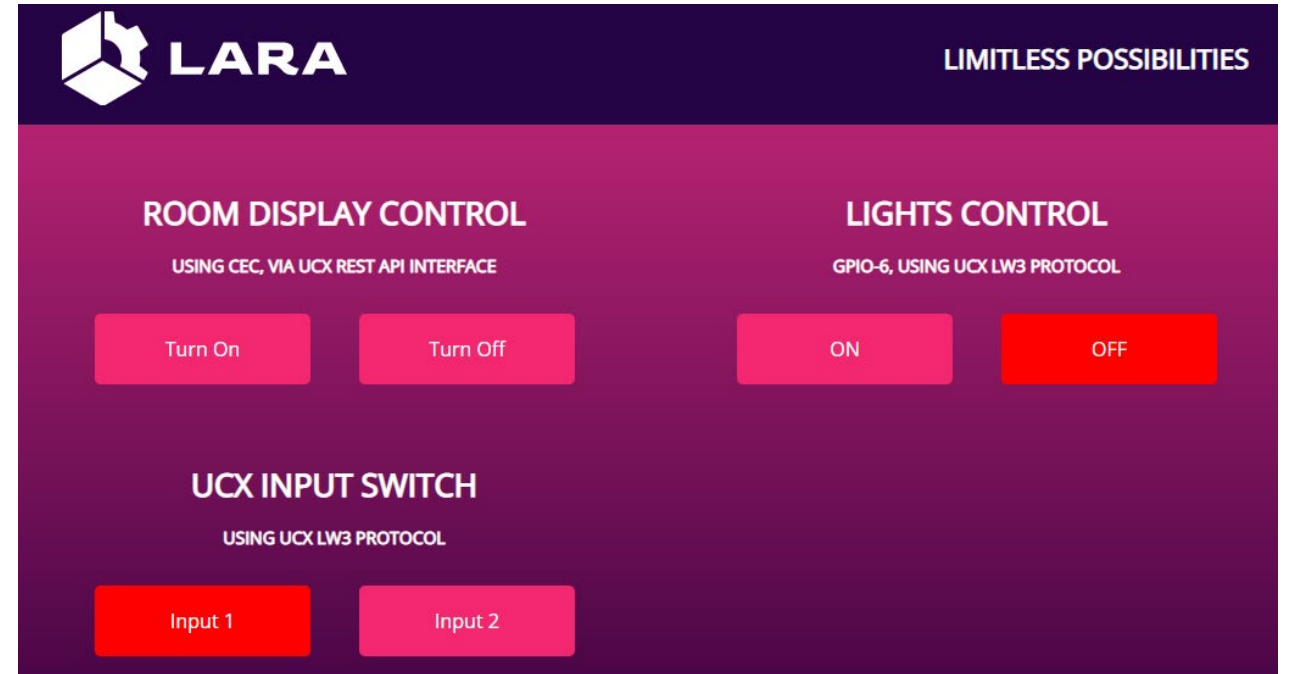 LARA
LIMITLESS POSSIBILITIES
ROOM DISPLAY CONTROL
USING CEC, VIA UCX REST API INTERFACE
Turn On
Turn Off
LIGHTS CONTROL
GPIO-6, USING UCX LW3 PROTOCOL
ON
OFF
UCX INPUT SWITCH
USING UCX LW3 PROTOCOL
Input 1
Input 2